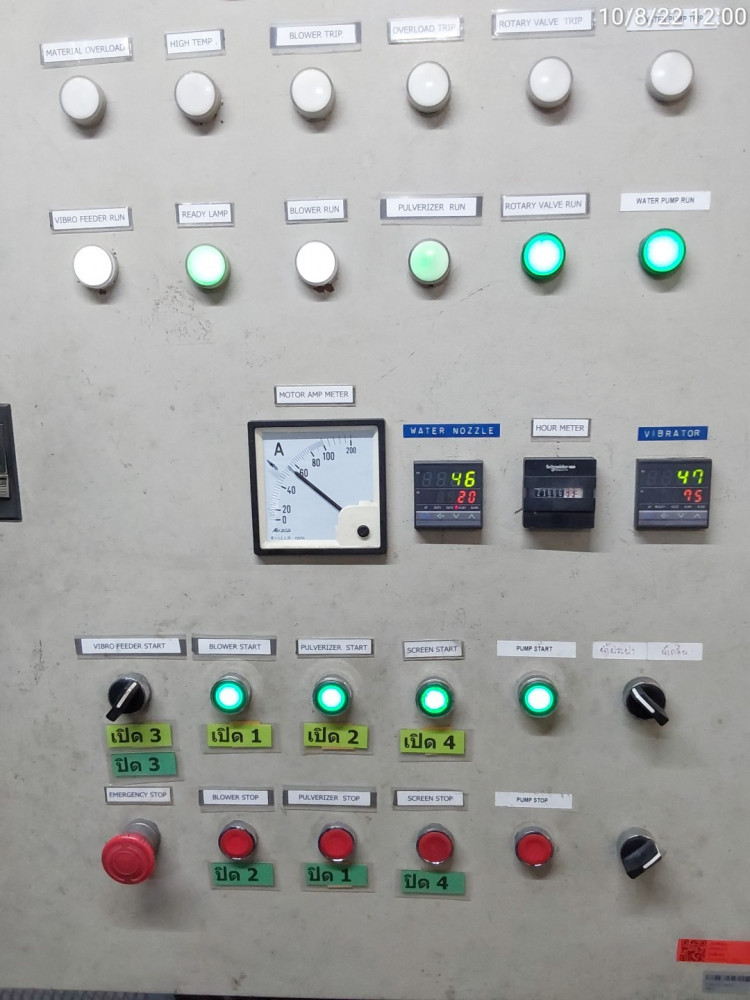 10/8/22 12:00
MATERIAL OVERLOAD
HIGH TEMP.
BLOWER TRIP
OVERLOAD TRIP
ROTARY VALVE TRIP
VIBRO FEEDER RUN
READY LAMP
BLOWER RUN
PULVERIZER RUN
ROTARY VALVE RUN
WATER PUMP RUN
MOTOR AMP METER
A
0
20
40
60
80
100
200
WATER NOZZLE
46
20
HOUR METER
Schneider
VIBRATOR
47
75
VIBRO FEEDER START
BLOWER START
PULVERIZER START
SCREEN START
PUMP START
เปิด 3
เปิด 1
เปิด 2
เปิด 4
ปิด 3
EMERGENCY STOP
BLOWER STOP
PULVERIZER STOP
SCREEN STOP
PUMP STOP
ปิด 2
ปิด 1
ปิด 4